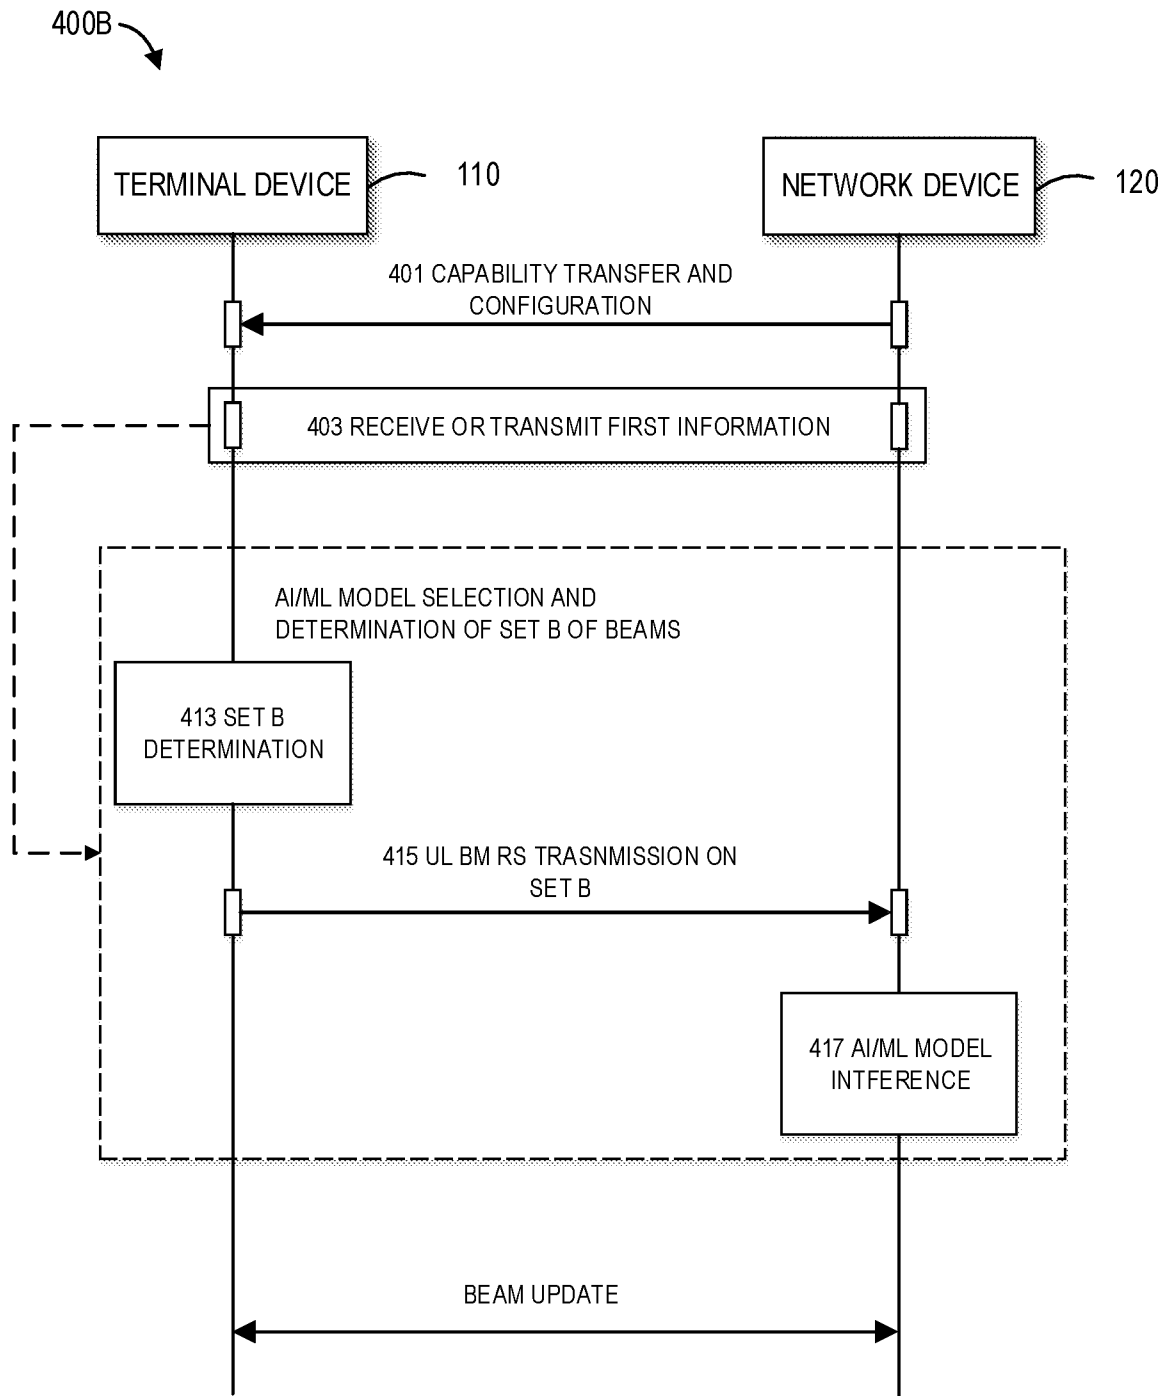 400B
TERMINAL DEVICE
110
NETWORK DEVICE
120
401 CAPABILITY TRANSFER AND
CONFIGURATION
403 RECEIVE OR TRANSMIT FIRST INFORMATION
AI/ML MODEL SELECTION AND
DETERMINATION OF SET B OF BEAMS
413 SET B
DETERMINATION
415 UL BM RS TRASNMISSION ON
SET B
417 AI/ML MODEL
INTFERENCE
BEAM UPDATE